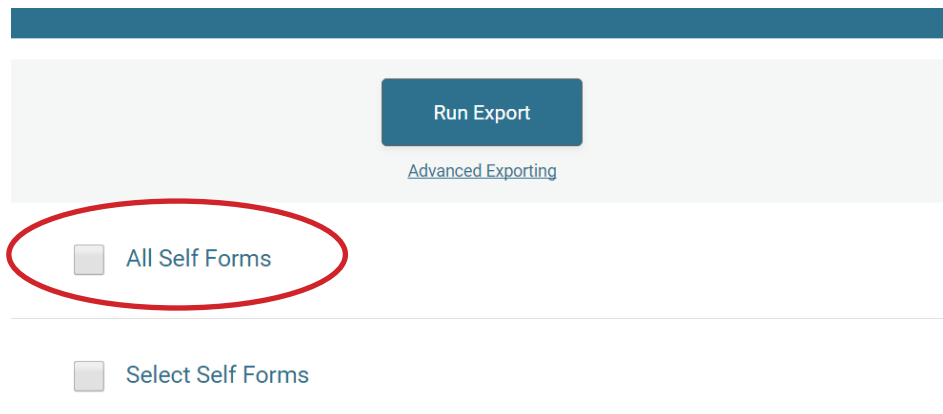 Run Export
Advanced Exporting
All Self Forms
Select Self Forms